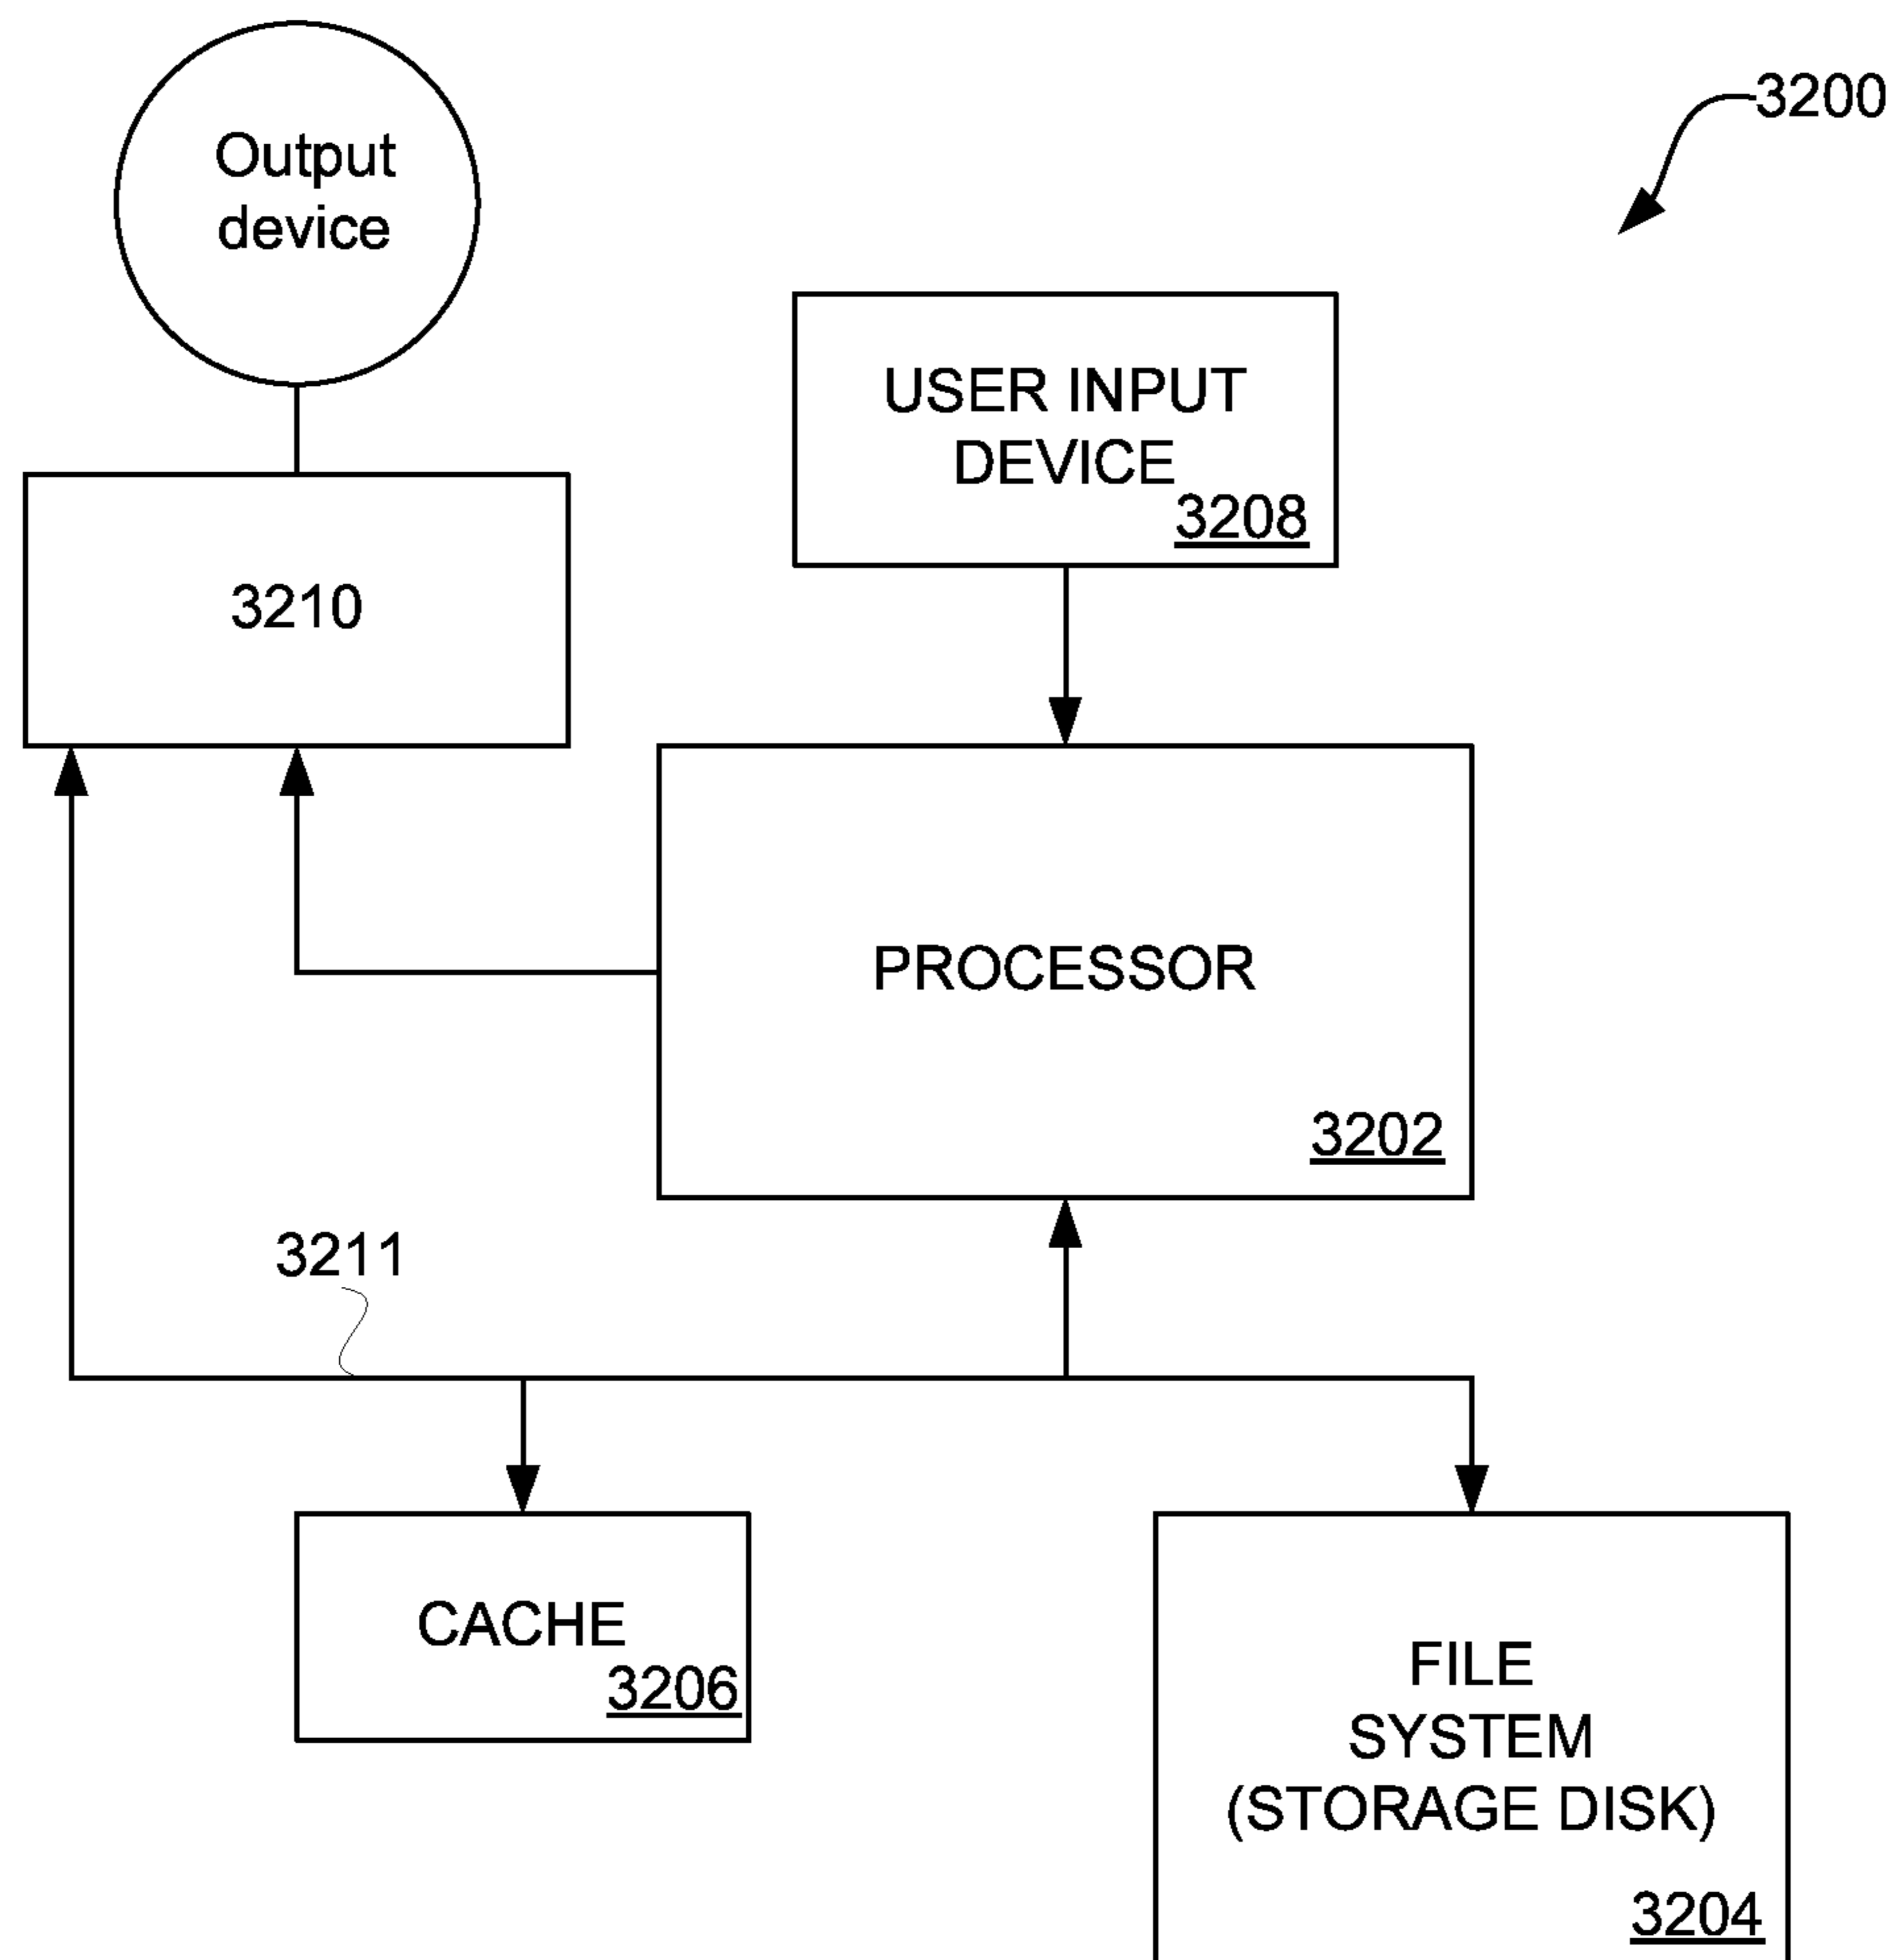 Output
device
3200
USER INPUT
DEVICE
3208
3210
PROCESSOR
3202
3211
CACHE
3206
FILE
SYSTEM
(STORAGE DISK)
3204